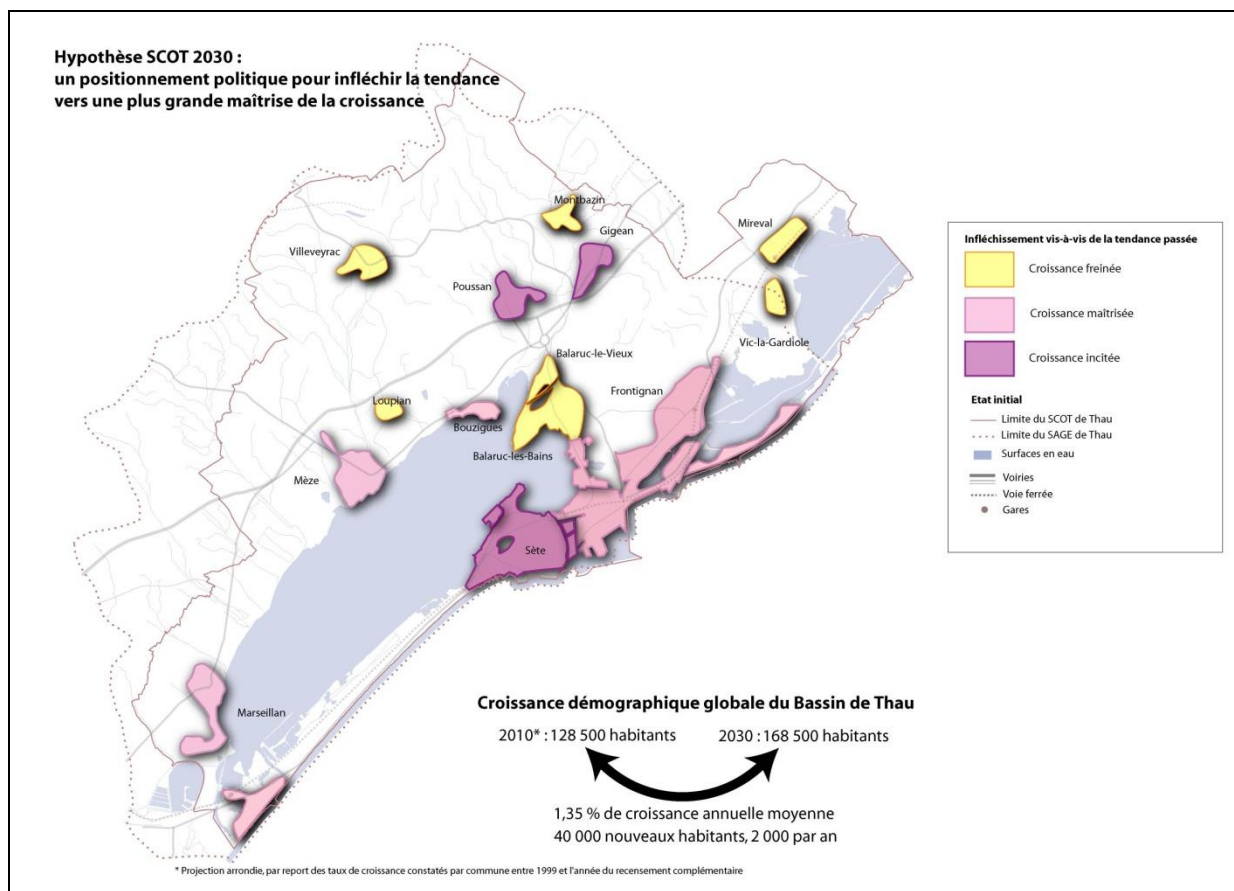 Hypothèse SCOT 2030 :
un positionnement politique pour infléchir la tendance
vers une plus grande maîtrise de la croissance
Montbazin
Gigean
Mireval
Villeveyrac
Poussan
Vic-la-Gardiole
Balaruc-le-Vieux
Frontignan
Loupian
Bouzigues
Balaruc-les-Bains
Mèze
Sète
Marseillan
Infléchissement vis-à-vis de la tendance passée
Croissance freinée
Croissance maîtrisée
Croissance incitée
Etat initial
Limite du SCOT de Thau
Limite du SAGE de Thau
Surfaces en eau
Voiries
Voie ferrée
Gares
Croissance démographique globale du Bassin de Thau
2010* : 128 500 habitants 2030 : 168 500 habitants
1,35 % de croissance annuelle moyenne
40 000 nouveaux habitants, 2 000 par an
* Projection arrondie, par report des taux de croissance constatés par commune entre 1999 et l'année du recensement complémentaire